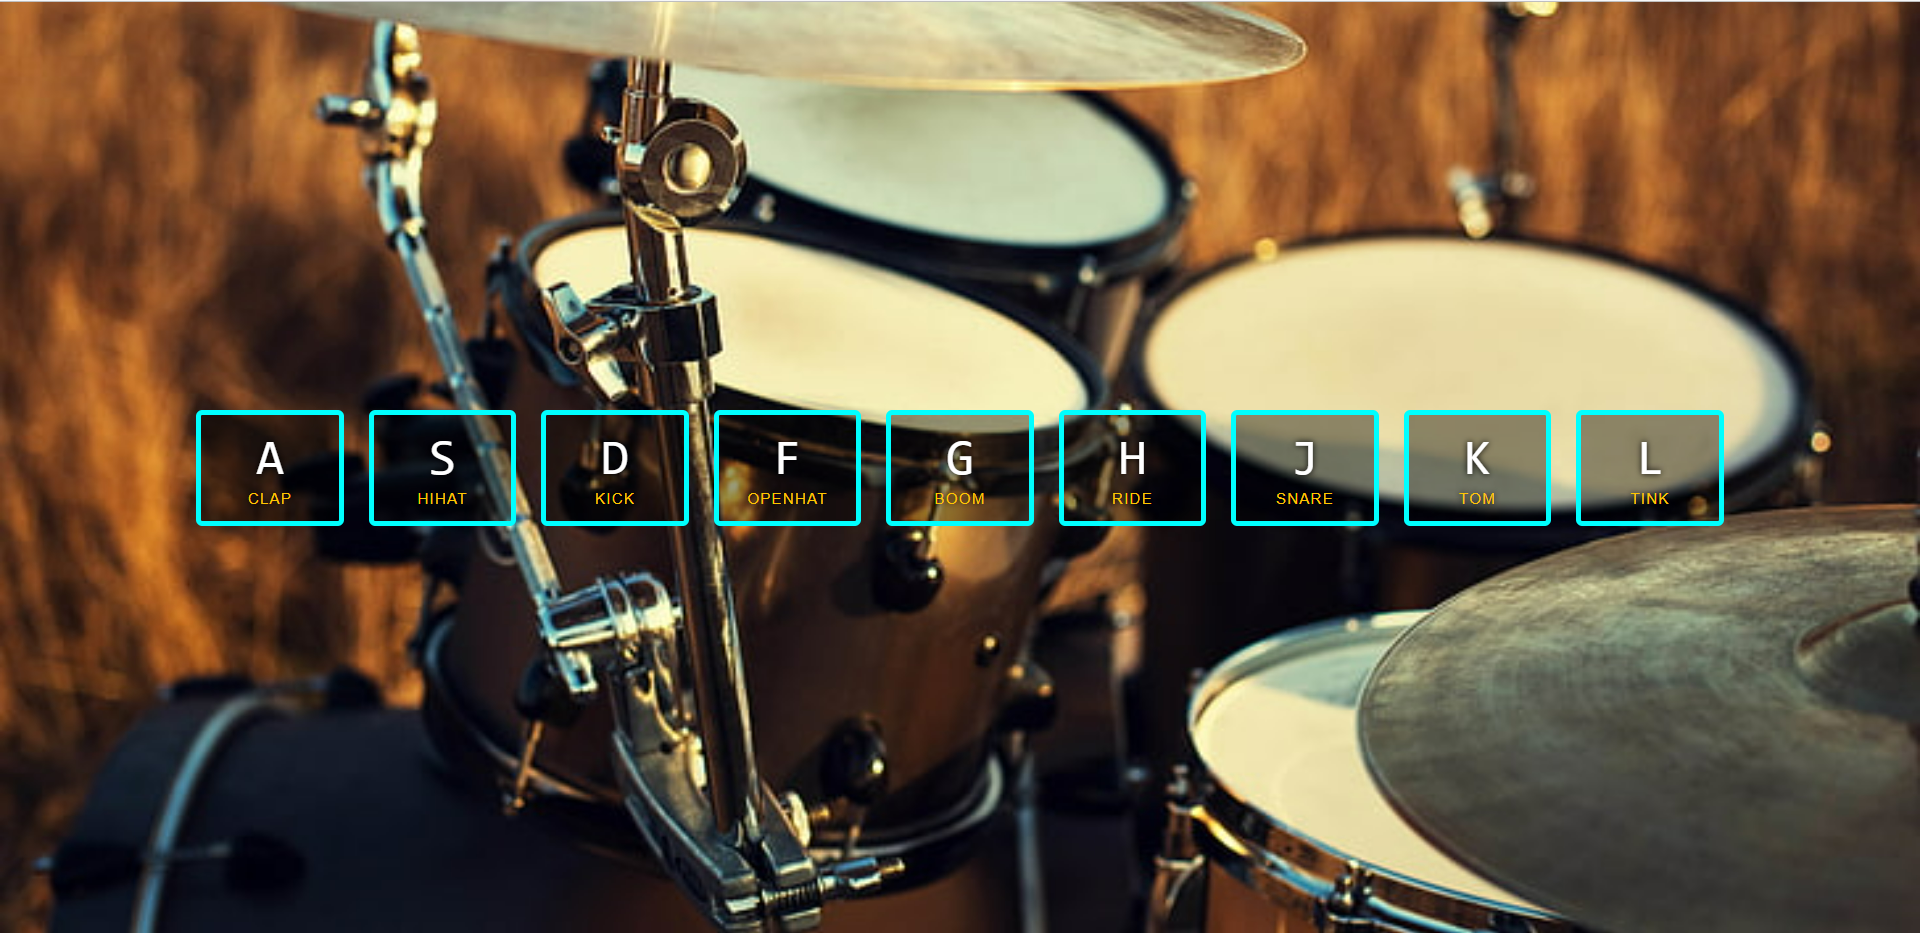 A S D F G H J K L
CLAP HIHAT KICK OPENHAT BOOM RIDE SNARE TOM TINK